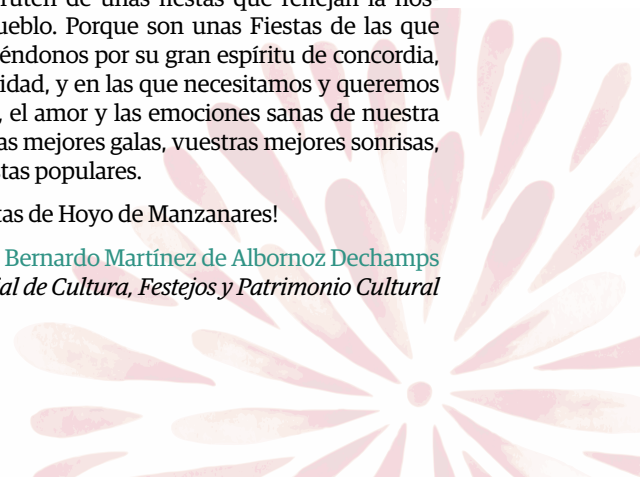 unas fiestas que reflejan la hos-
ueblo. Porque son unas Fiestas de las que
éndonos por su gran espíritu de concordia,
idad, y en las que necesitamos y queremos
, el amor y las emociones sanas de nuestra
as mejores galas, vuestras mejores sonrisas,
tas populares.
tas de Hoyo de Manzanares!
Bernardo Martínez de Albornoz Dechamps
al de Cultura, Festejos y Patrimonio Cultural